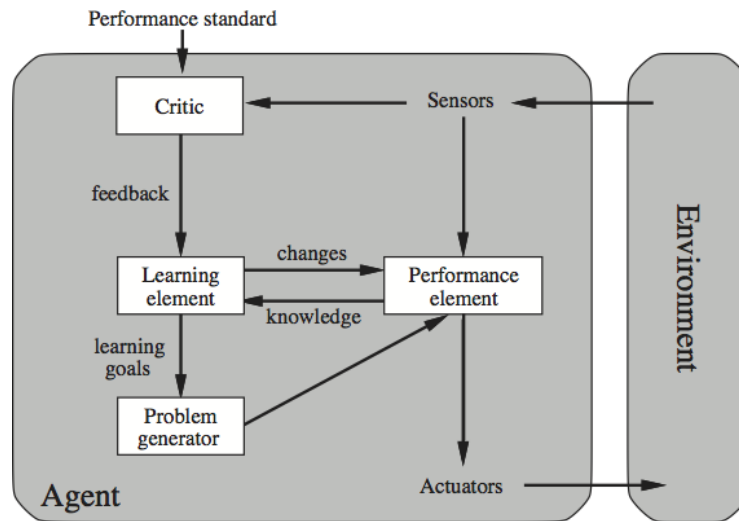 Performance standard
Critic
Sensors
feedback
changes
Learning
element
Performance
element
knowledge
learning
goals
Problem
generator
Agent
Actuators
Environment